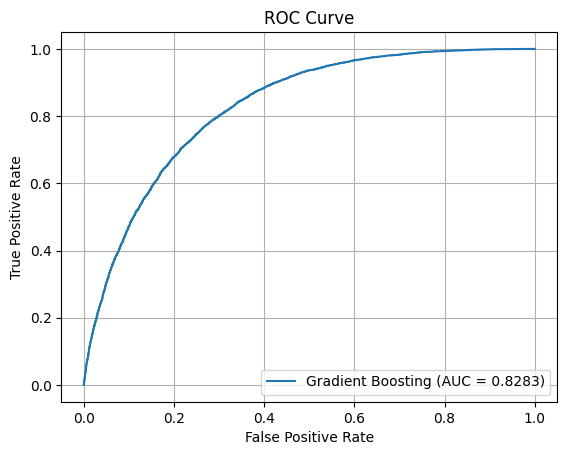 ROC Curve
True Positive Rate
1.0
0.8
0.6
0.4
0.2
0.0
Gradient Boosting (AUC = 0.8283)
0.0 0.2 0.4 0.6 0.8 1.0
False Positive Rate